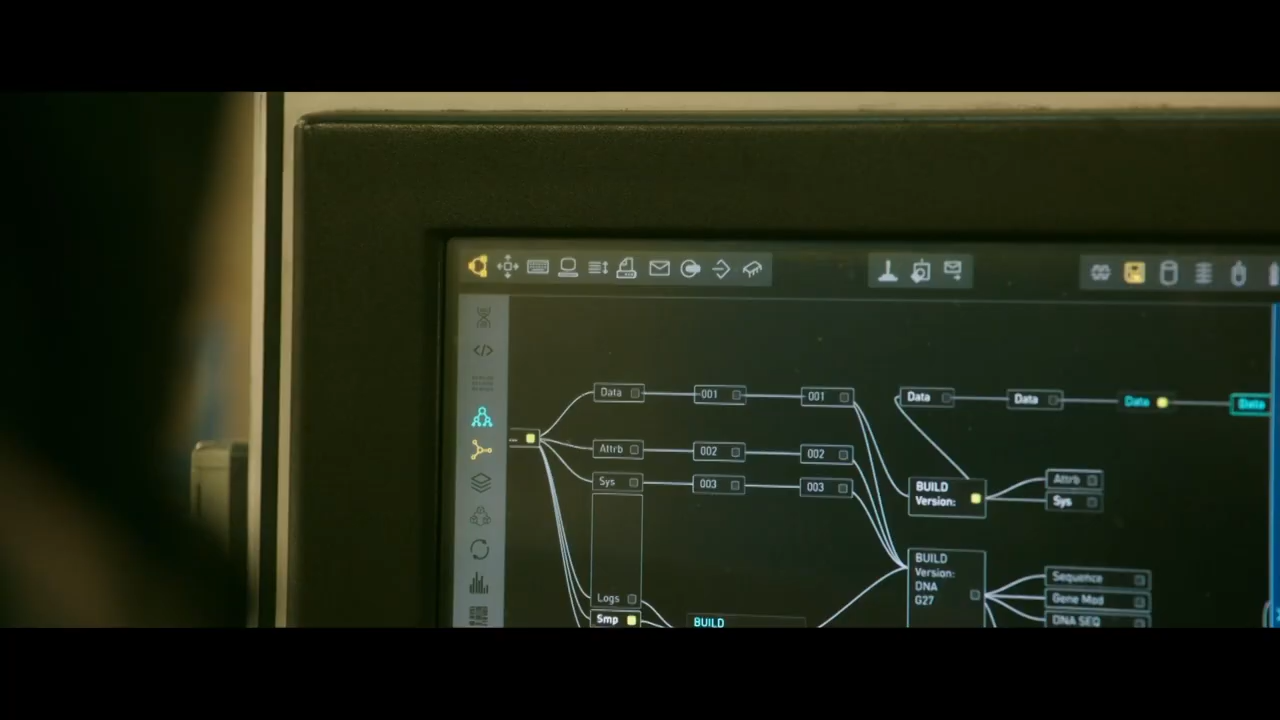 Data 001 001 Data Data Data Data
Attrb 002 002
Sys 003 003
BUILD
Version:
Attrb
Sys
BUILD
Version:
DNA
G27
Sequence
Gene Mod
DNA SEQ
Logs
Smp
BUILD